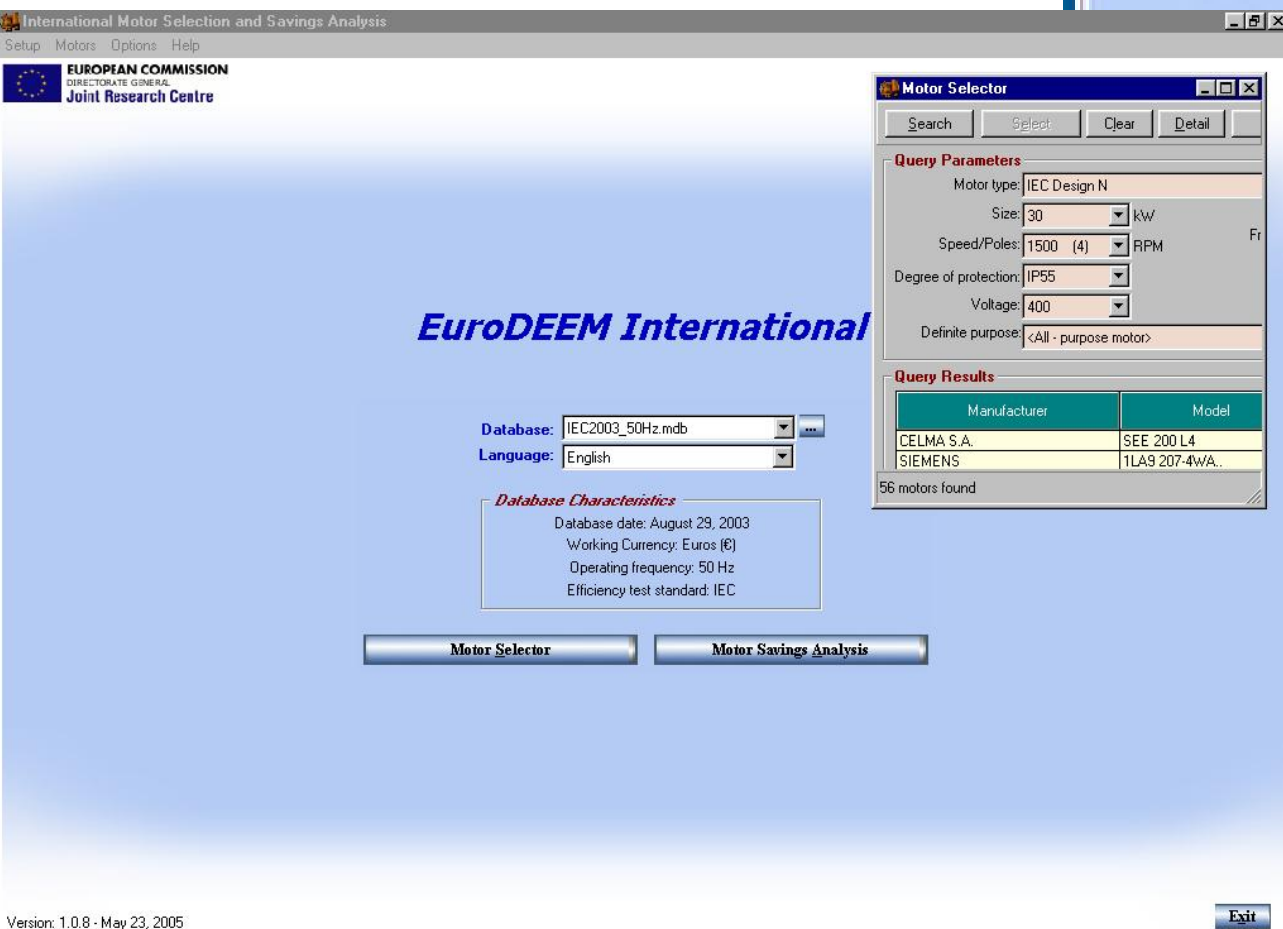 International Motor Selection and Savings Analysis
Setup Motors Options Help
EUROPEAN COMMISSION
DIRECTORATE GENERAL
Joint Research Centre
EuroDEEM International
Database: IEC2003_50Hz.mdb ...
Language: English
Database Characteristics
Database date: August 29, 2003
Working Currency: Euros (€)
Operating frequency: 50 Hz
Efficiency test standard: IEC
Motor Selector Motor Savings Analysis
Version: 1.0.8 - May 23, 2005
Exit
Motor Selector
Search Select Clear Detail
Query Parameters
Motor type: IEC Design N
Size: 30 kW
Fr
Speed/Poles: 1500 (4) RPM
Degree of protection: IP55
Voltage: 400
Definite purpose: <All - purpose motor>
Query Results
Manufacturer Model
CELMA S.A. SEE 200 L4
SIEMENS 1LA9 207-4WA..
56 motors found